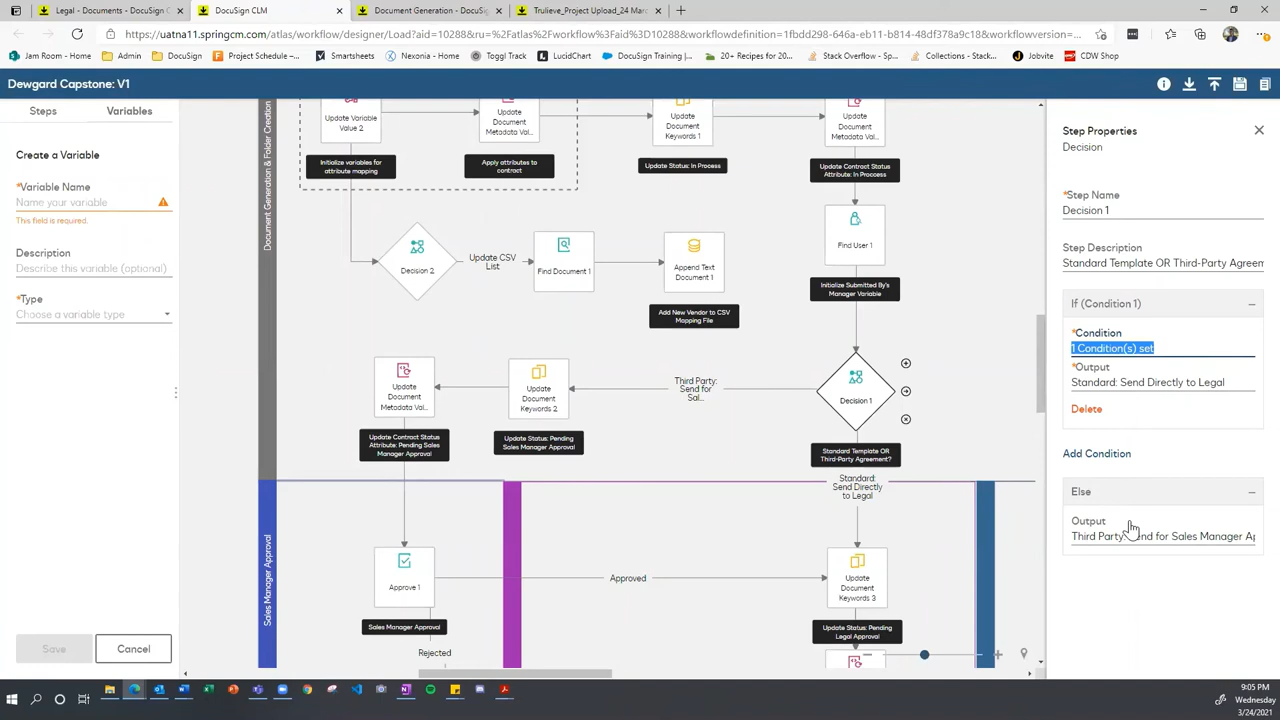 Legal - Documents - DocuSign C
DocuSign CLM
Document Generation - DocuSig
Trulieve_Project Upload_24 Marc
https://uatna11.springcm.com/atlas/workflow/designer/Load?aid=10288&ru=%2Fatlas%2Fworkflow%3Faid%3D10288&workflowdefinition=1fbdd298-646a-eb11-b814-48df378a9c18&workflowversion=...
Jam Room - Home
Admin
DocuSign
Project Schedule -...
Smartsheets
Nexonia - Home
Toggl Track
LucidChart
DocuSign Training |...
20+ Recipes for 20...
Stack Overflow - Sp...
Collections - Stack...
Jobvite
CDW Shop
Dewgard Capstone: V1
Steps
Variables
Create a Variable
*Variable Name
Name your variable
This field is required.
Description
Describe this variable (optional)
*Type
Choose a variable type
Save
Cancel
Document Generation & Folder Creation
Update Variable
Value 2
Initialize variables for
attribute mapping
Update
Document
Metadata Val...
Apply attributes to
contract
Update
Document
Keywords 1
Update Status: In Process
Update
Document
Metadata Val...
Update Contract Status
Attribute: In Proccess
Decision 2
Update CSV
List
Find Document 1
Append Text
Document 1
Add New Vendor to CSV
Mapping File
Find User 1
Initialize Submitted By's
Manager Variable
Update
Document
Metadata Val...
Update Contract Status
Attribute: Pending Sales
Manager Approval
Update
Document
Keywords 2
Update Status: Pending
Sales Manager Approval
Third Party:
Send for
Sal...
Decision 1
Standard Template OR
Third-Party Agreement?
Standard:
Send Directly
to Legal
Sales Manager Approval
Approve 1
Sales Manager Approval
Rejected
Approved
Update
Document
Keywords 3
Update Status: Pending
Legal Approval
Step Properties
Decision
*Step Name
Decision 1
Step Description
Standard Template OR Third-Party Agreem
If (Condition 1)
*Condition
1 Condition(s) set
*Output
Standard: Send Directly to Legal
Delete
Add Condition
Else
Output
Third Party: Send for Sales Manager Ap
9:05 PM
Wednesday
3/24/2021